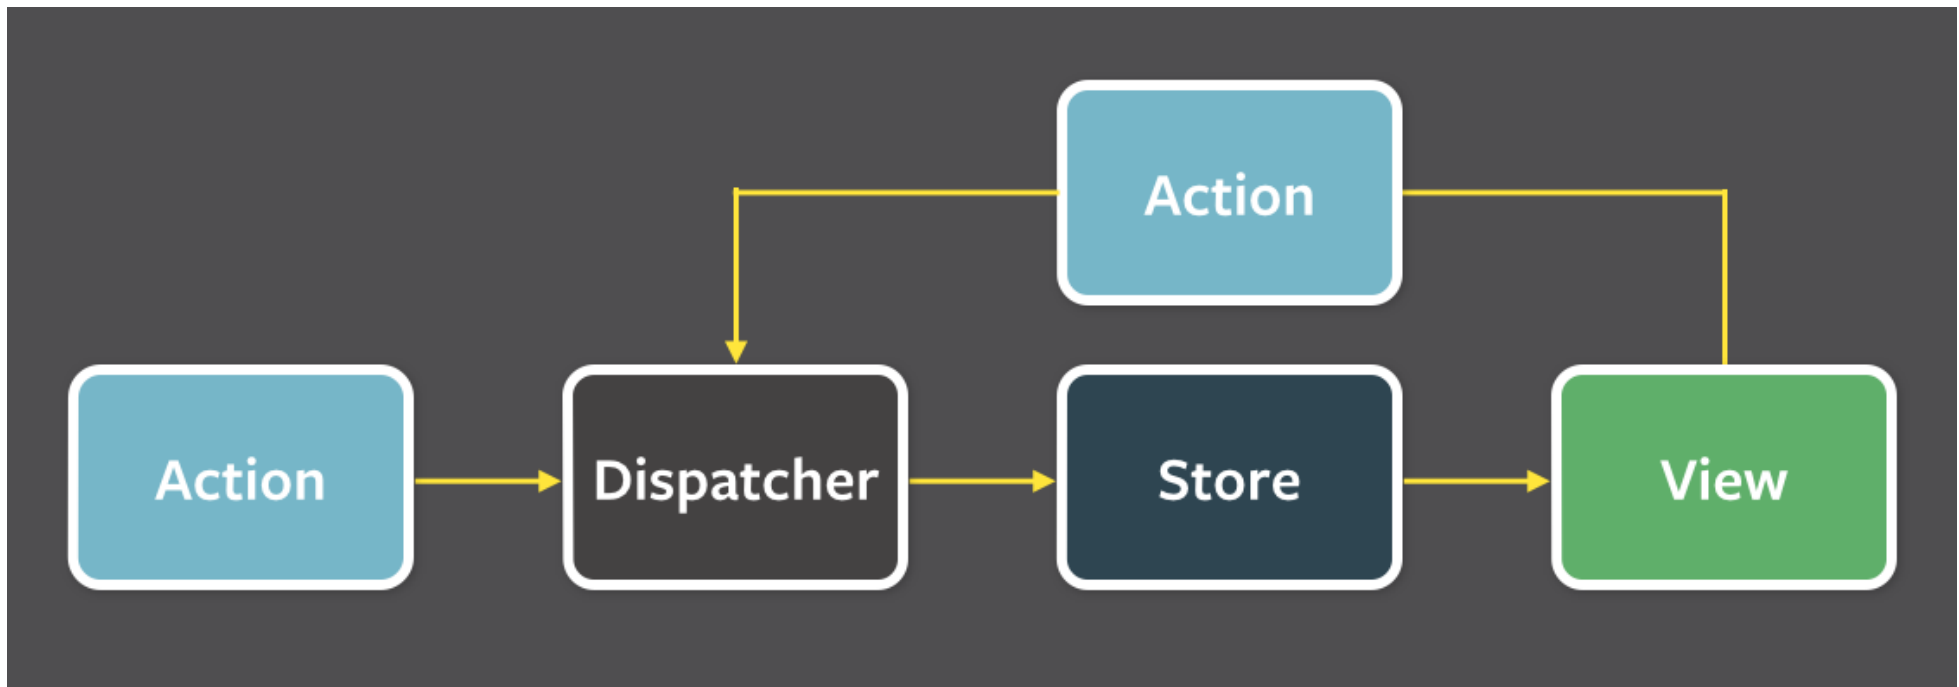 Action
Action
Dispatcher
Store
View